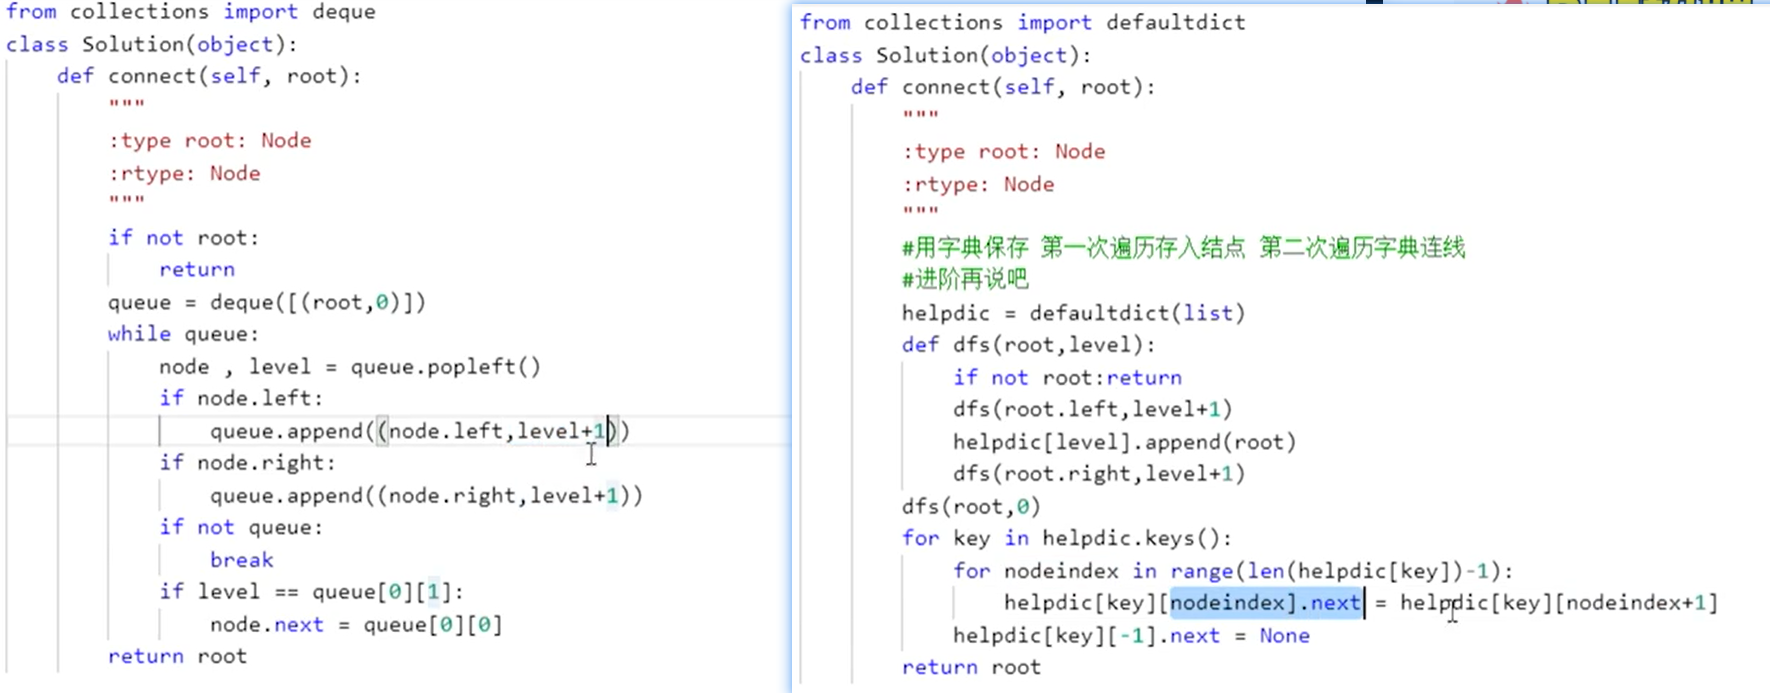 from collections import deque
class Solution(object):
    def connect(self, root):
        """
        :type root: Node
        :rtype: Node
        """
        if not root:
            return
        queue = deque([(root,0)])
        while queue:
            node , level = queue.popleft()
            if node.left:
                queue.append((node.left,level+1))
            if node.right:
                queue.append((node.right,level+1))
            if not queue:
                break
            if level == queue[0][1]:
                node.next = queue[0][0]
        return root
from collections import defaultdict
class Solution(object):
    def connect(self, root):
        """
        :type root: Node
        :rtype: Node
        """
        #用字典保存 第一次遍历存入结点 第二次遍历字典连线
        #进阶再说吧
        helpdic = defaultdict(list)
        def dfs(root,level):
            if not root:return
            dfs(root.left,level+1)
            helpdic[level].append(root)
            dfs(root.right,level+1)
        dfs(root,0)
        for key in helpdic.keys():
            for nodeindex in range(len(helpdic[key])-1):
                helpdic[key][nodeindex].next = helpdic[key][nodeindex+1]
            helpdic[key][-1].next = None
        return root